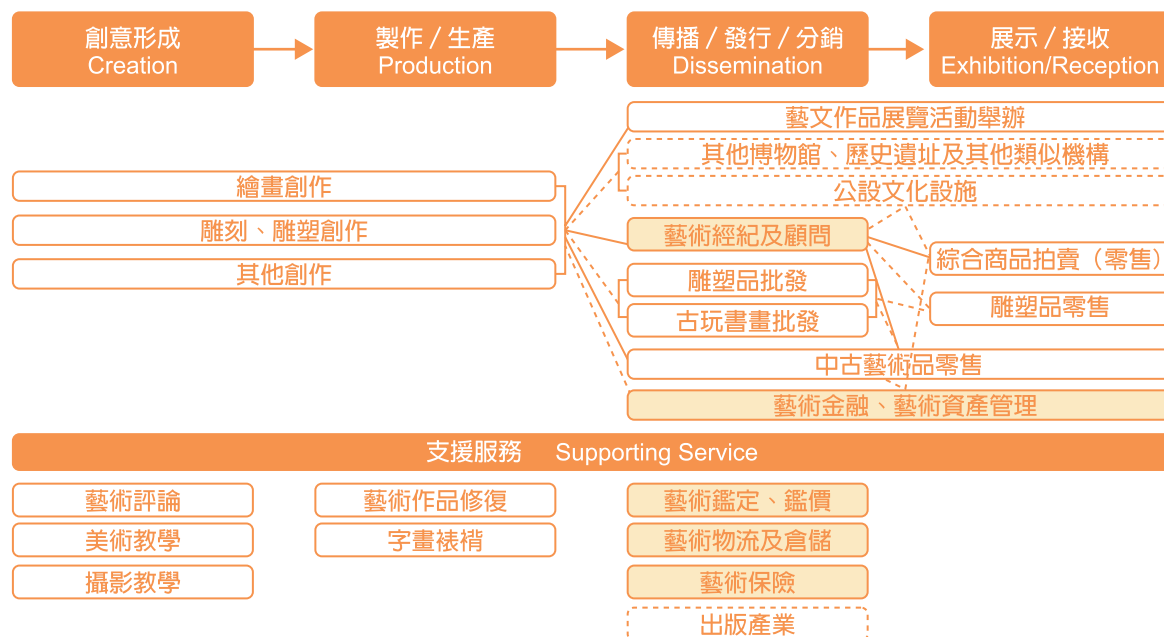 創意形成
Creation
製作 / 生產
Production
傳播 / 發行 / 分銷
Dissemination
展示 / 接收
Exhibition/Reception
藝文作品展覽活動舉辦
其他博物館、歷史遺址及其他類似機構
公設文化設施
繪畫創作
雕刻、雕塑創作
其他創作
藝術經紀及顧問
雕塑品批發
古玩書畫批發
綜合商品拍賣（零售）
雕塑品零售
中古藝術品零售
藝術金融、藝術資產管理
支援服務 Supporting Service
藝術評論
美術教學
攝影教學
藝術作品修復
字畫裱褙
藝術鑑定、鑑價
藝術物流及倉儲
藝術保險
出版產業